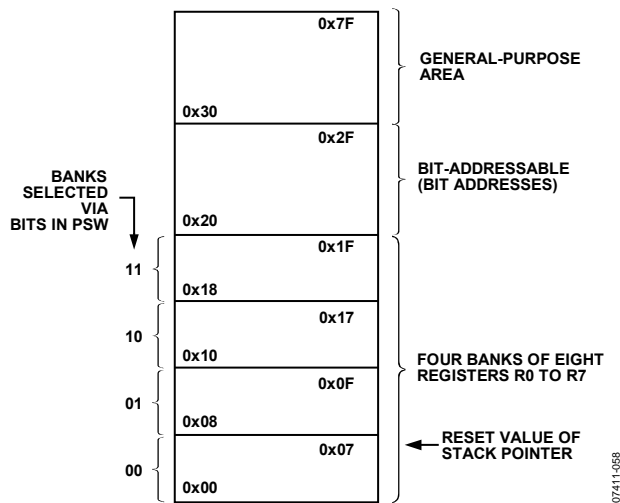 0x7F
GENERAL-PURPOSE
AREA
0x30
0x2F
BIT-ADDRESSABLE
(BIT ADDRESSES)
BANKS
SELECTED
VIA
BITS IN PSW
0x20
0x1F
11
0x18
0x17
10
0x10
FOUR BANKS OF EIGHT
REGISTERS R0 TO R7
0x0F
01
0x08
0x07
RESET VALUE OF
STACK POINTER
00
0x00
07411-058